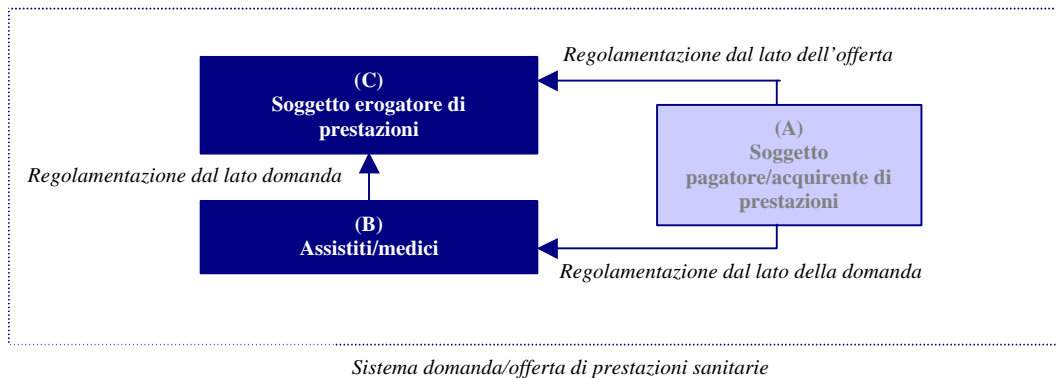 Regolamentazione dal lato dell'offerta
(C)
Soggetto erogatore di
prestazioni
(A)
Soggetto
pagatore/acquirente di
prestazioni
Regolamentazione dal lato domanda
(B)
Assistiti/medici
Regolamentazione dal lato della domanda
Sistema domanda/offerta di prestazioni sanitarie